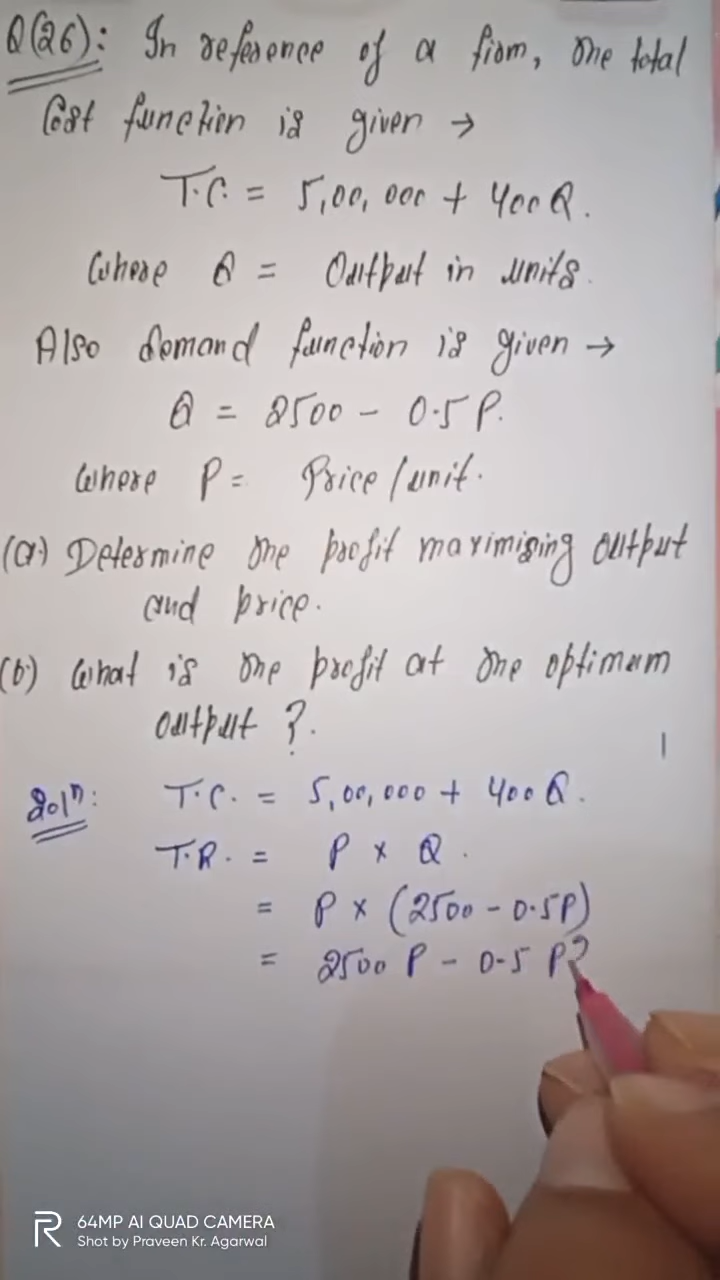 Q(26): In reference of a firm, the total
Cost function is given →
T.C. = 5,00,000 + 400Q.
Where Q = Output in units.
Also demand function is given →
Q = 2500 - 0.5 P.
Where P = Price/unit.
(a) Determine the profit maximising output
and price.
(b) What is the profit at the optimum
output ?.
Solⁿ: T.C. = 5,00,000 + 400Q.
T.R. = P × Q.
= P × (2500 - 0.5P)
= 2500 P - 0.5 P²
64MP AI QUAD CAMERA
Shot by Praveen Kr. Agarwal